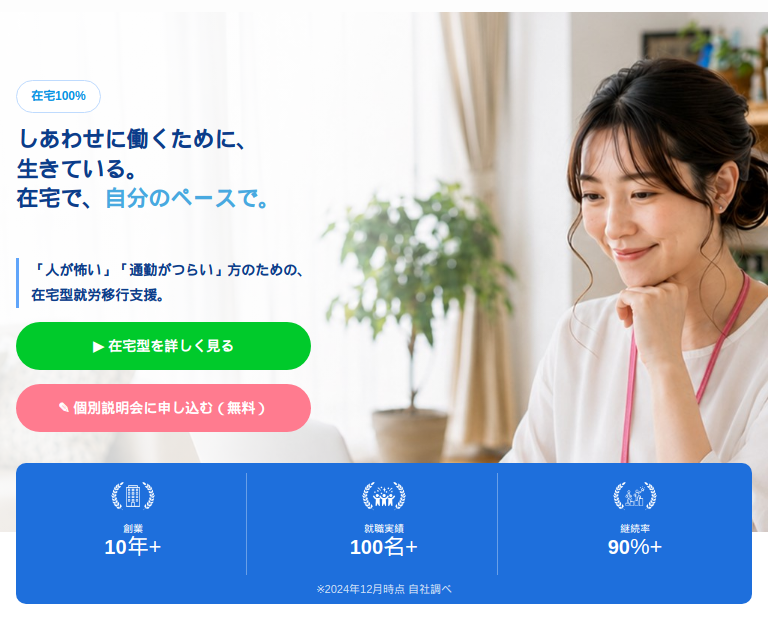 在宅100%
しあわせに働くために、
生きている。
在宅で、自分のペースで。
「人が怖い」「通勤がつらい」方のための、
在宅型就労移行支援。
▶ 在宅型を詳しく見る
✎ 個別説明会に申し込む（無料）
創業
10年+
就職実績
100名+
継続率
90%+
※2024年12月時点 自社調べ